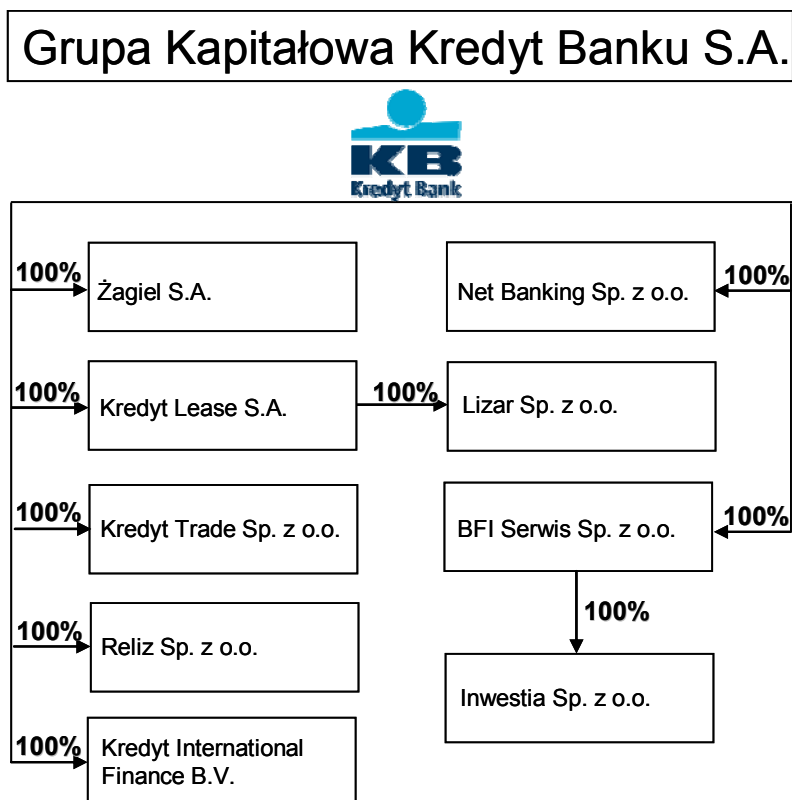 Grupa Kapitałowa Kredyt Banku S.A.
KB
Kredyt Bank
100%
Żagiel S.A.
Net Banking Sp. z o.o.
100%
100%
Kredyt Lease S.A.
100%
Lizar Sp. z o.o.
100%
Kredyt Trade Sp. z o.o.
BFI Serwis Sp. z o.o.
100%
100%
100%
Reliz Sp. z o.o.
Inwestia Sp. z o.o.
100%
Kredyt International
Finance B.V.